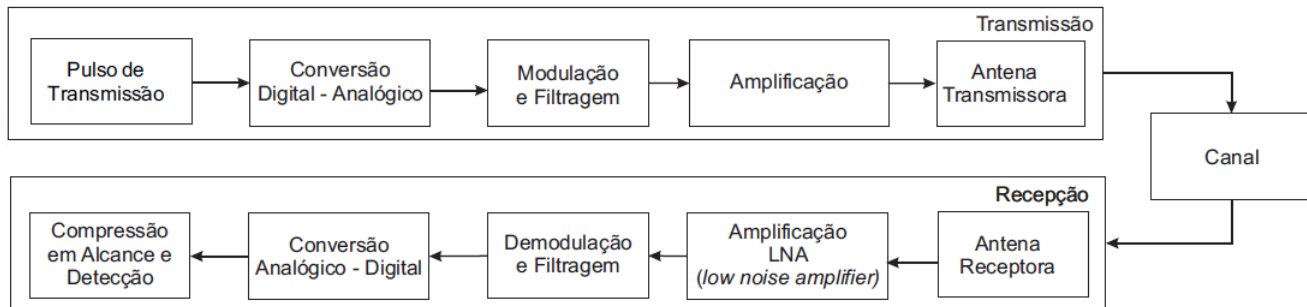 Transmissão
Pulso de
Transmissão
Conversão
Digital - Analógico
Modulação
e Filtragem
Amplificação
Antena
Transmissora
Canal
Recepção
Compressão
em Alcance e
Detecção
Conversão
Analógico - Digital
Demodulação
e Filtragem
Amplificação
LNA
(low noise amplifier)
Antena
Receptora